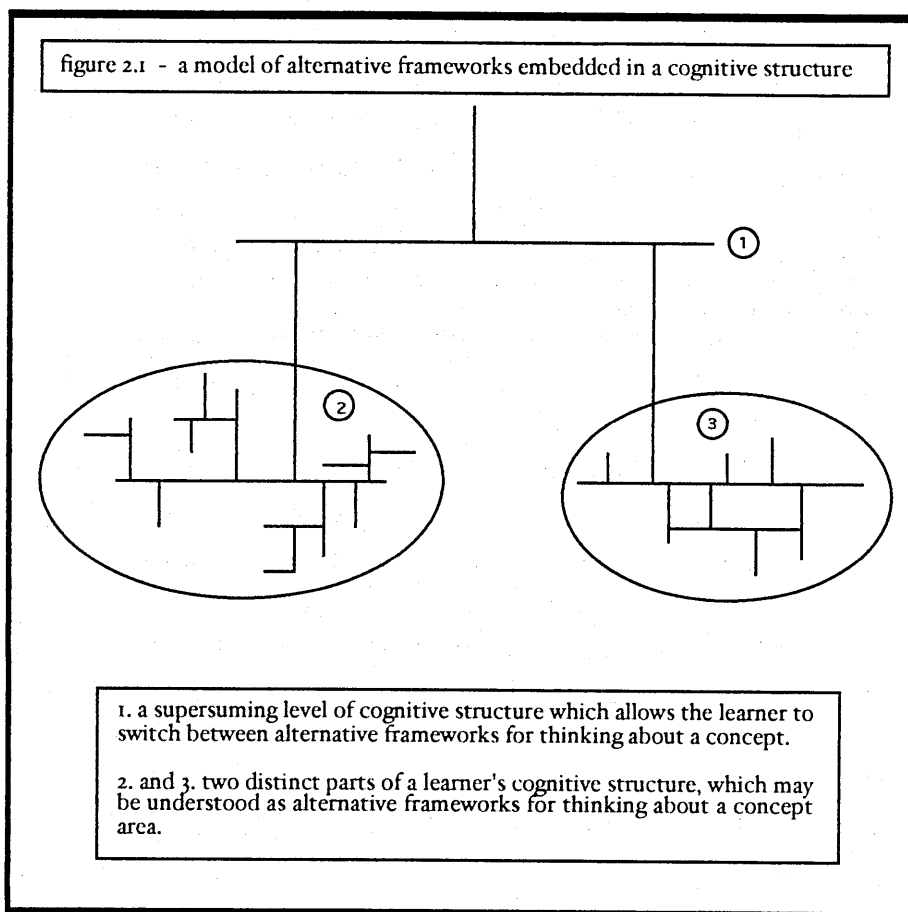 figure 2.1 - a model of alternative frameworks embedded in a cognitive structure
1
2
3
1. a supersuming level of cognitive structure which allows the learner to
switch between alternative frameworks for thinking about a concept.
2. and 3. two distinct parts of a learner's cognitive structure, which may
be understood as alternative frameworks for thinking about a concept
area.